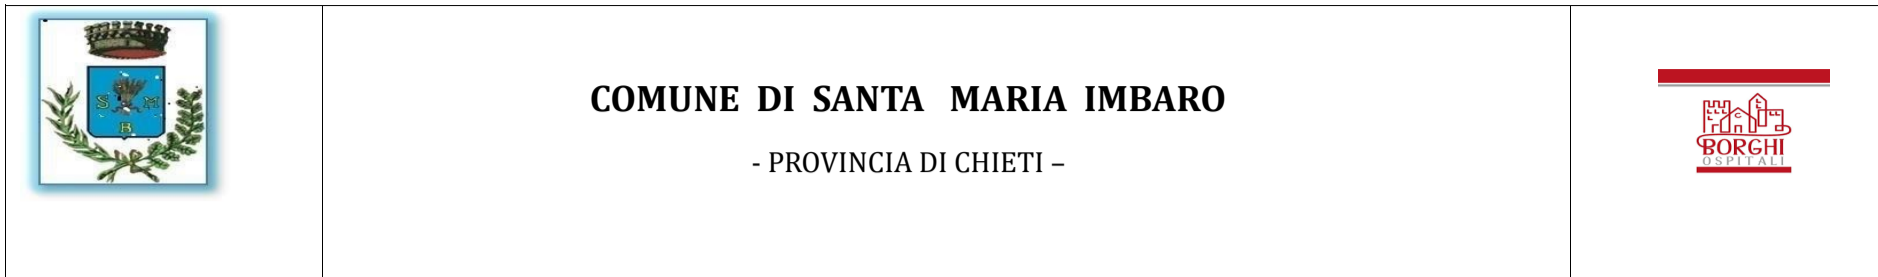 S M
B
COMUNE DI SANTA MARIA IMBARO
- PROVINCIA DI CHIETI –
BORGHI
OSPITALI